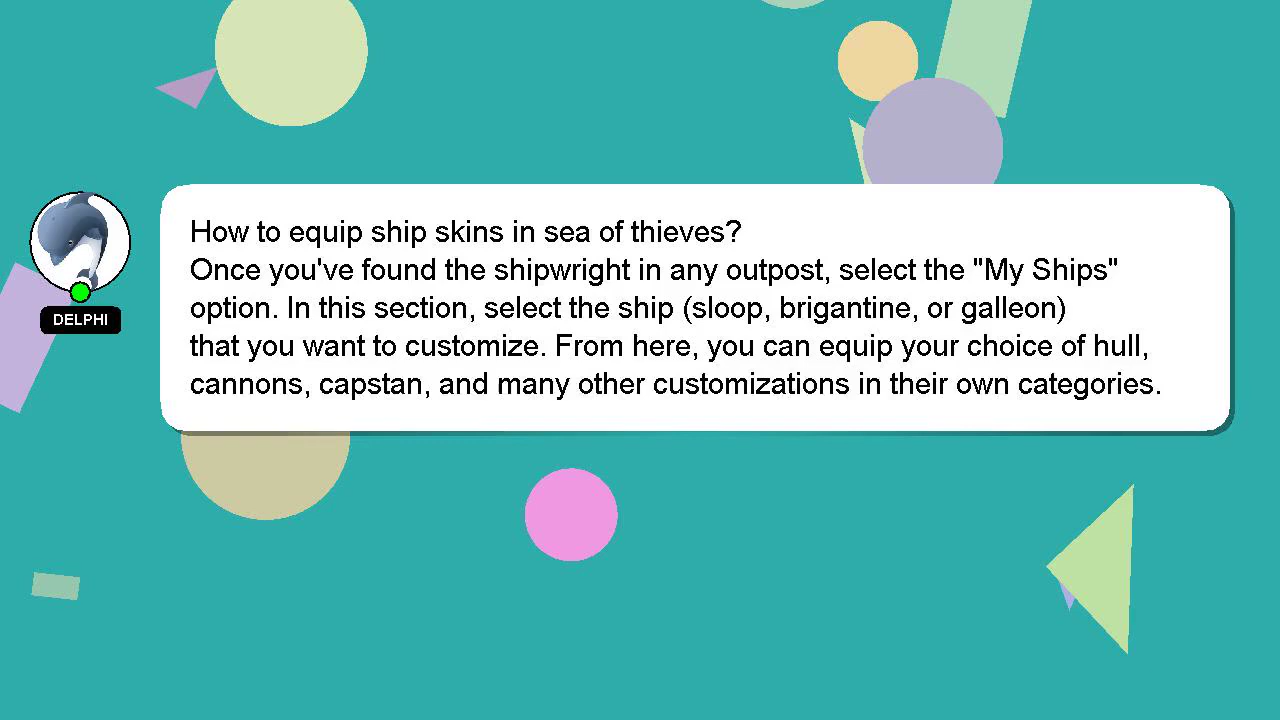 How to equip ship skins in sea of thieves?
Once you've found the shipwright in any outpost, select the "My Ships"
option. In this section, select the ship (sloop, brigantine, or galleon)
that you want to customize. From here, you can equip your choice of hull,
cannons, capstan, and many other customizations in their own categories.
DELPHI